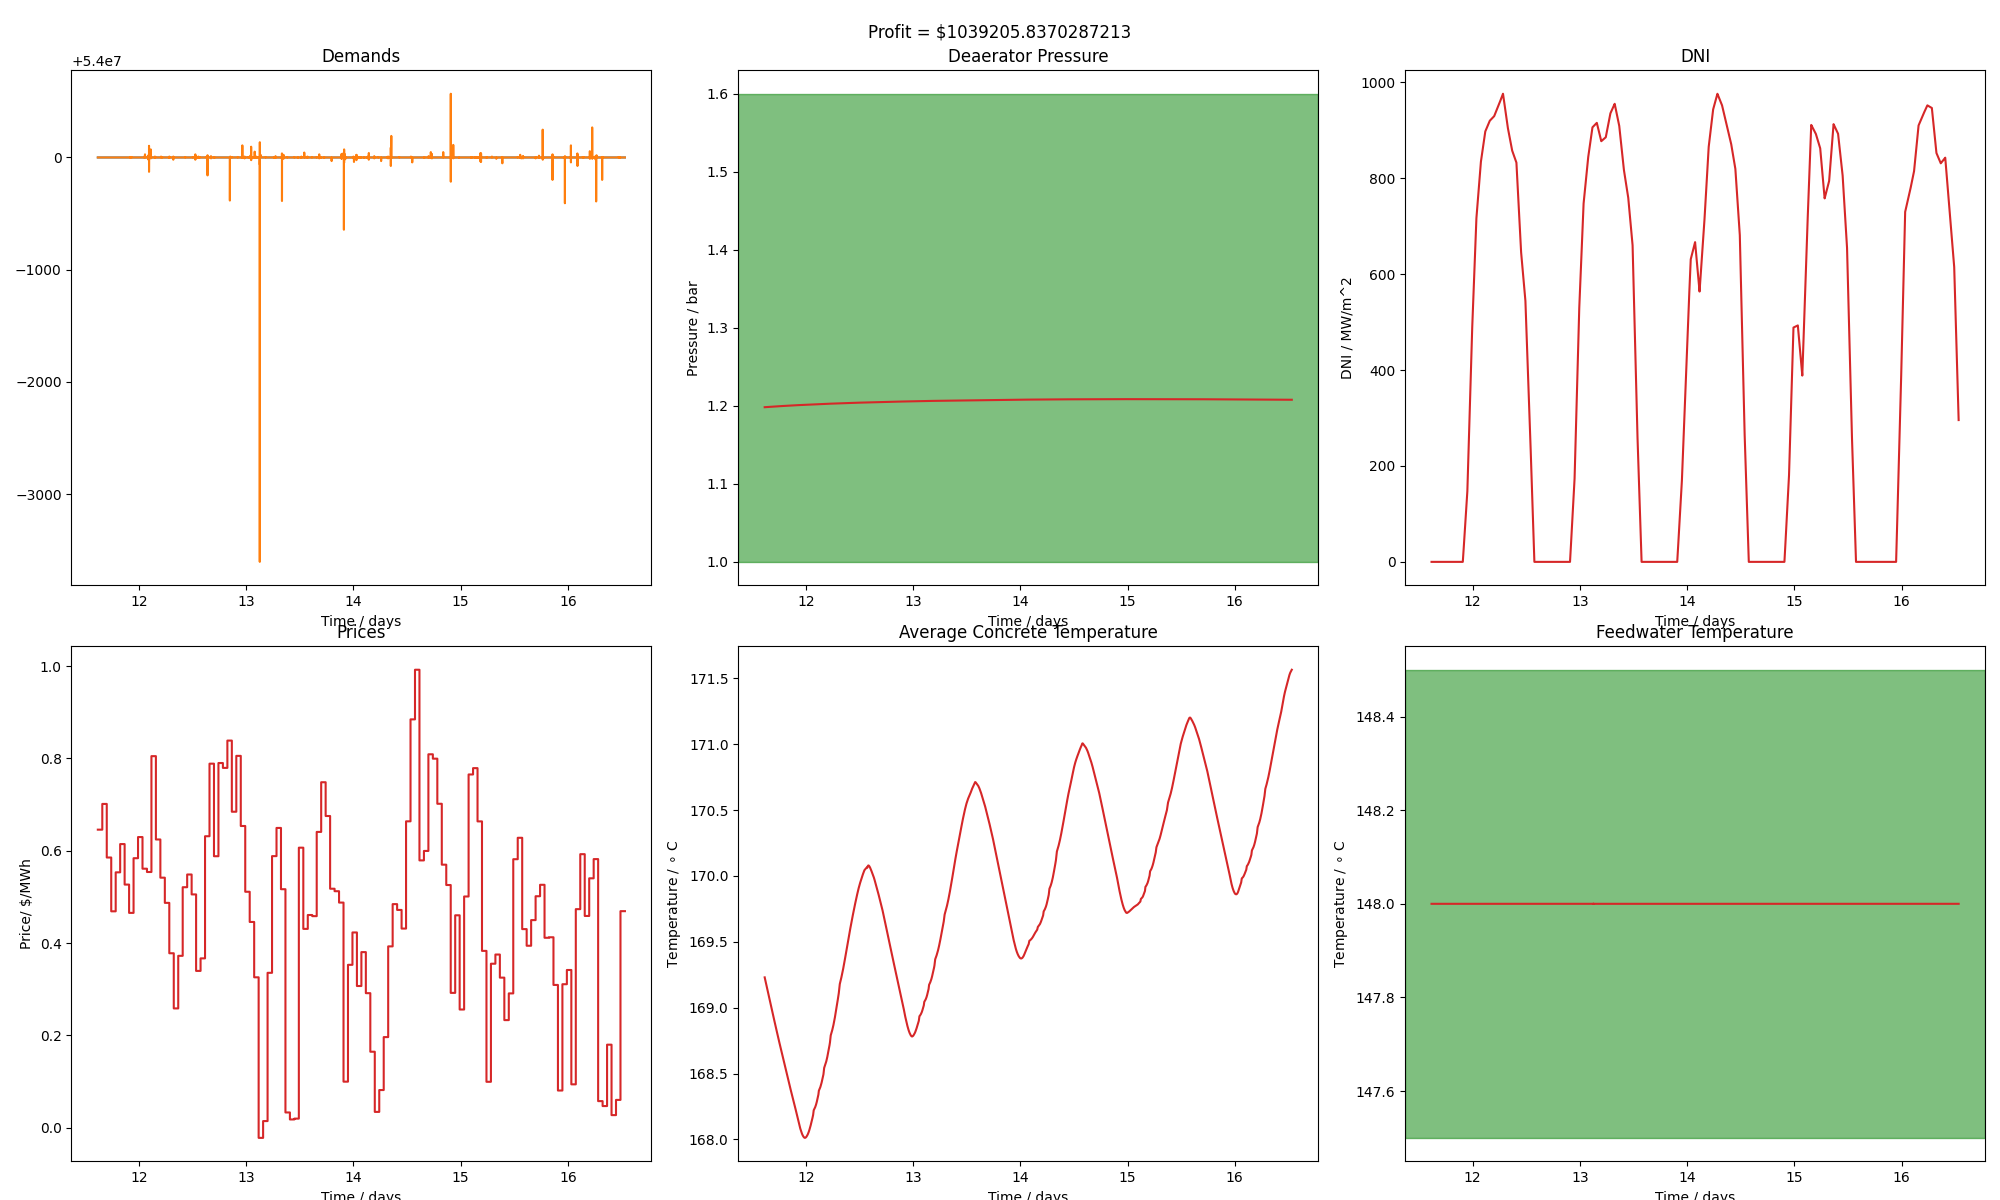 Profit = $1039205.8370287213
Demands
+5.4e7
0
−1000
−2000
−3000
12 13 14 15 16
Time / days
Deaerator Pressure
Pressure / bar
1.6
1.5
1.4
1.3
1.2
1.1
1.0
12 13 14 15 16
Time / days
DNI
DNI / MW/m^2
1000
800
600
400
200
0
12 13 14 15 16
Time / days
Prices
Price/ $/MWh
1.0
0.8
0.6
0.4
0.2
0.0
12 13 14 15 16
Time / days
Average Concrete Temperature
Temperature / ∘ C
171.5
171.0
170.5
170.0
169.5
169.0
168.5
168.0
12 13 14 15 16
Time / days
Feedwater Temperature
Temperature / ∘ C
148.4
148.2
148.0
147.8
147.6
12 13 14 15 16
Time / days